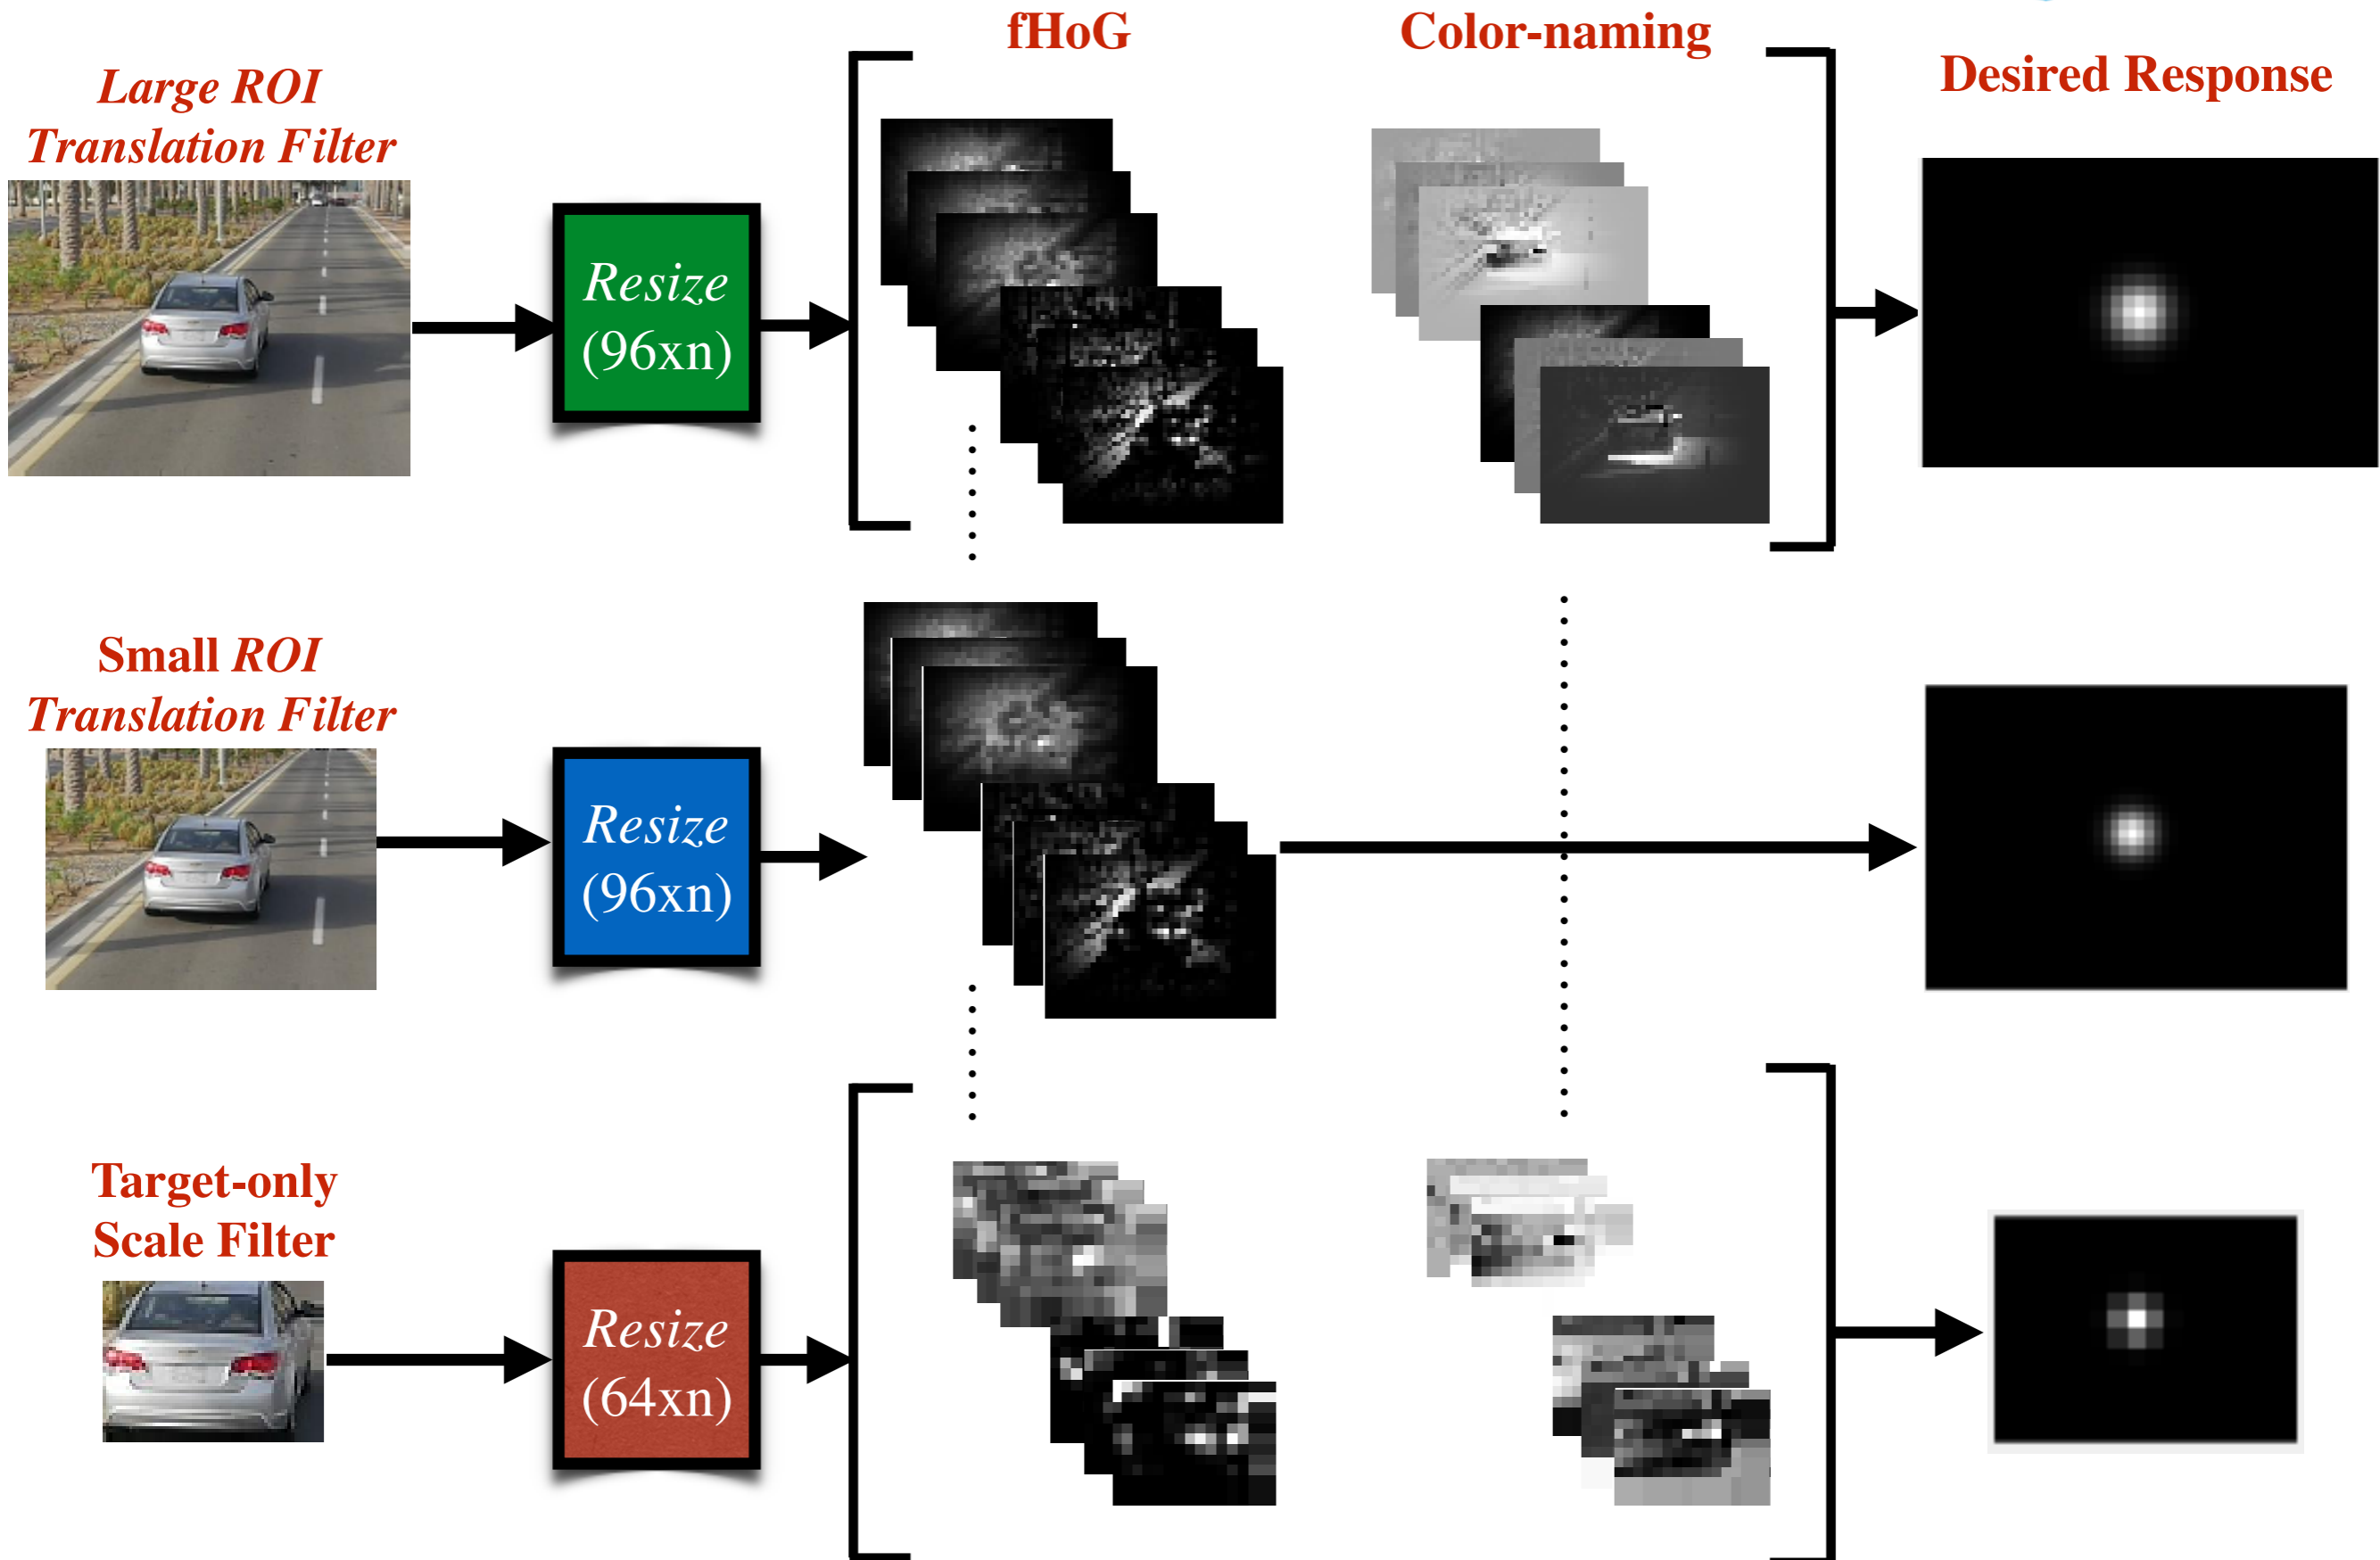 fHoG
Color-naming
Large ROI
Translation Filter
Desired Response
Resize
(96xn)
Small ROI
Translation Filter
Resize
(96xn)
Target-only
Scale Filter
Resize
(64xn)